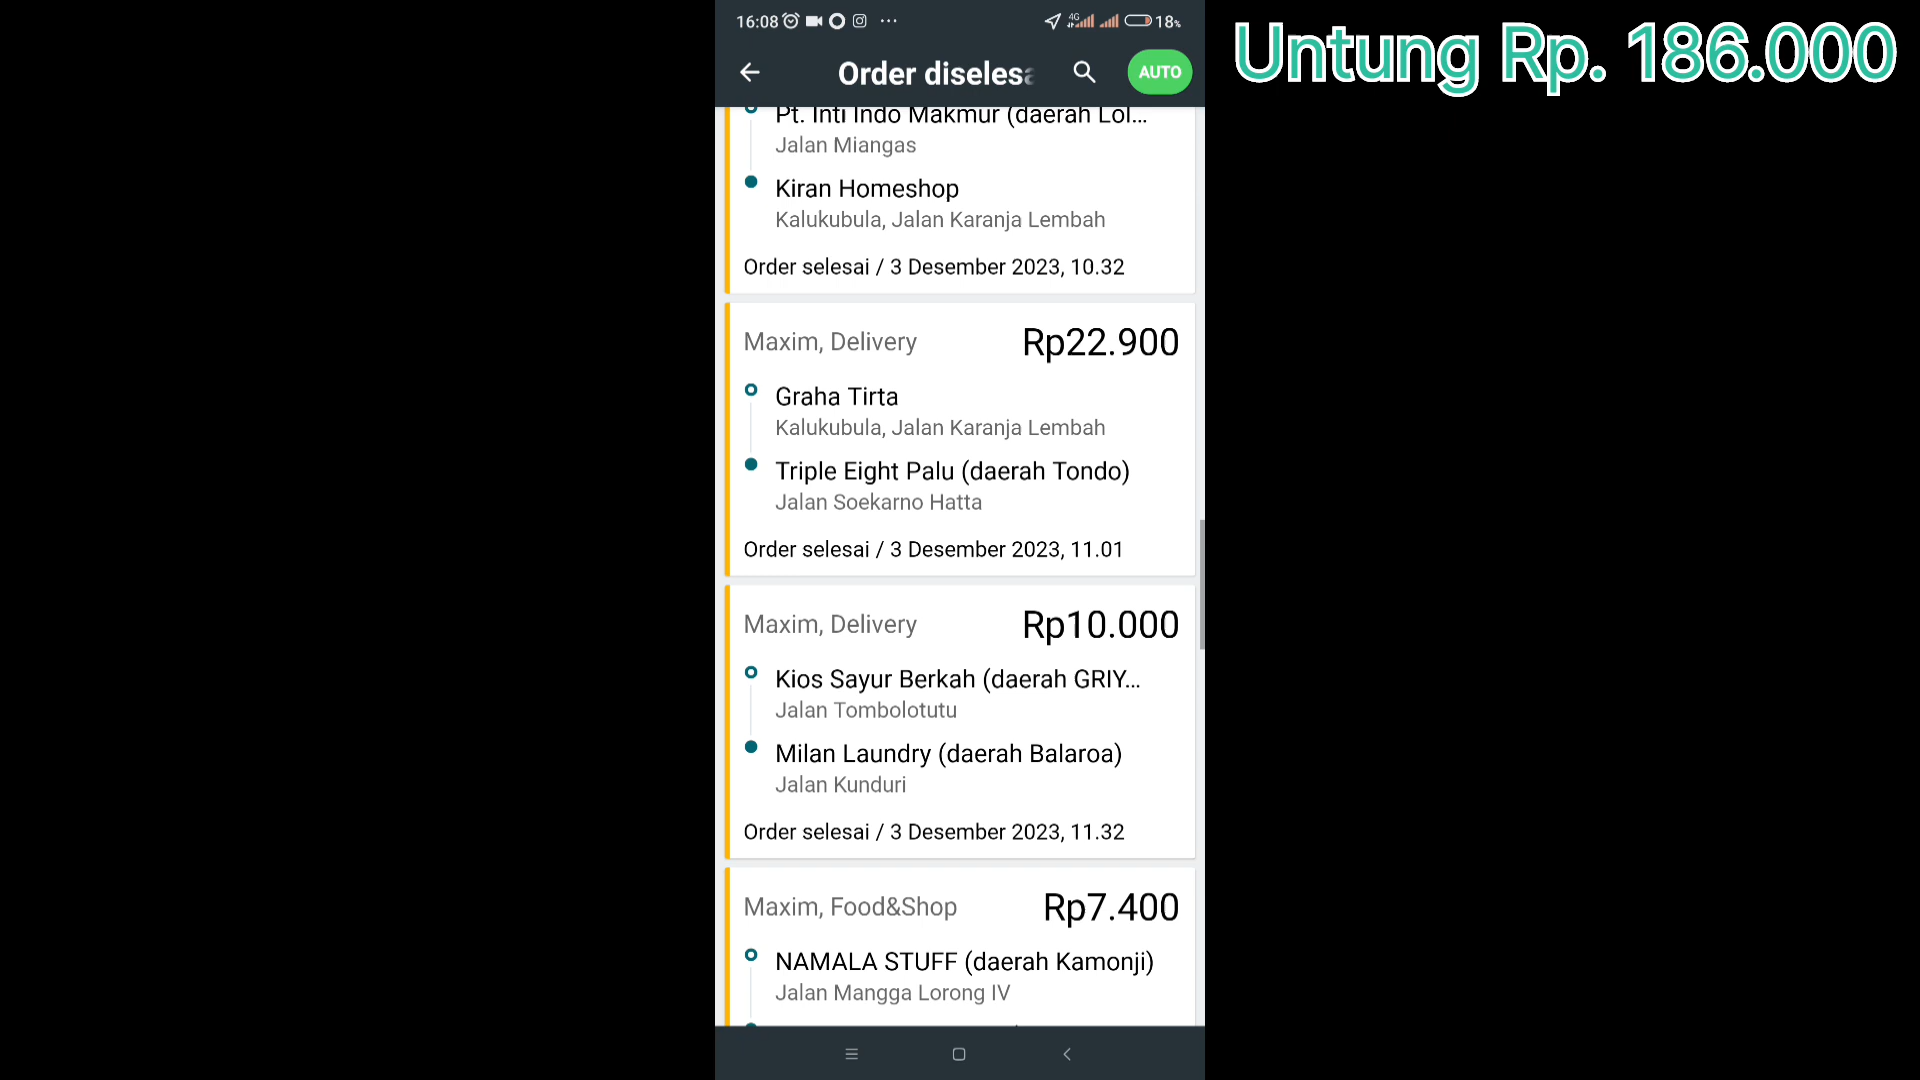 16:08 ... 4G 18%
Untung Rp. 186.000
Order diselesa
AUTO
Pt. Inti Indo Makmur (daerah Lol...
Jalan Miangas
Kiran Homeshop
Kalukubula, Jalan Karanja Lembah
Order selesai / 3 Desember 2023, 10.32
Maxim, Delivery Rp22.900
Graha Tirta
Kalukubula, Jalan Karanja Lembah
Triple Eight Palu (daerah Tondo)
Jalan Soekarno Hatta
Order selesai / 3 Desember 2023, 11.01
Maxim, Delivery Rp10.000
Kios Sayur Berkah (daerah GRIY...
Jalan Tombolotutu
Milan Laundry (daerah Balaroa)
Jalan Kunduri
Order selesai / 3 Desember 2023, 11.32
Maxim, Food&Shop Rp7.400
NAMALA STUFF (daerah Kamonji)
Jalan Mangga Lorong IV